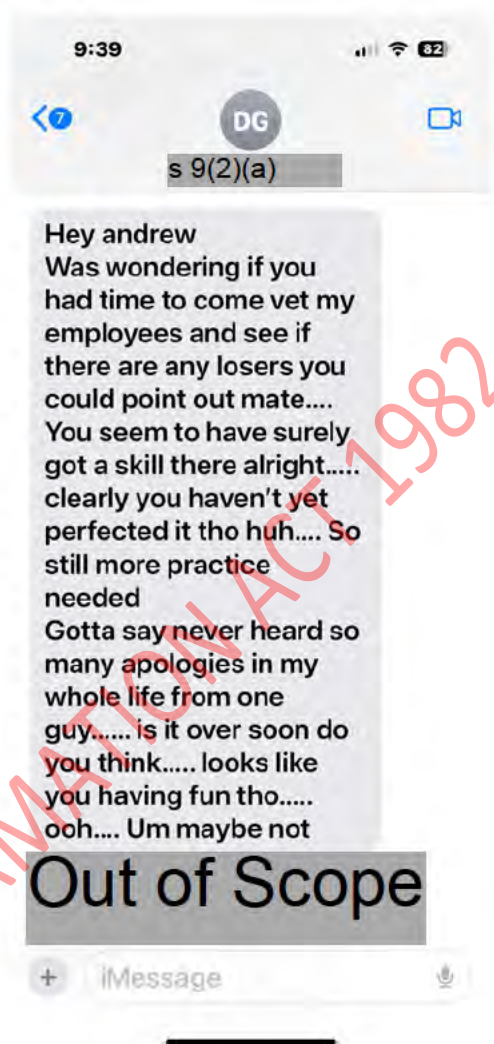 9:39
82
7
DG
s 9(2)(a)
Hey andrew
Was wondering if you
had time to come vet my
employees and see if
there are any losers you
could point out mate....
You seem to have surely
got a skill there alright.....
clearly you haven't yet
perfected it tho huh.... So
still more practice
needed
Gotta say never heard so
many apologies in my
whole life from one
guy...... is it over soon do
you think..... looks like
you having fun tho.....
ooh.... Um maybe not
Out of Scope
+ iMessage
ACT 1982